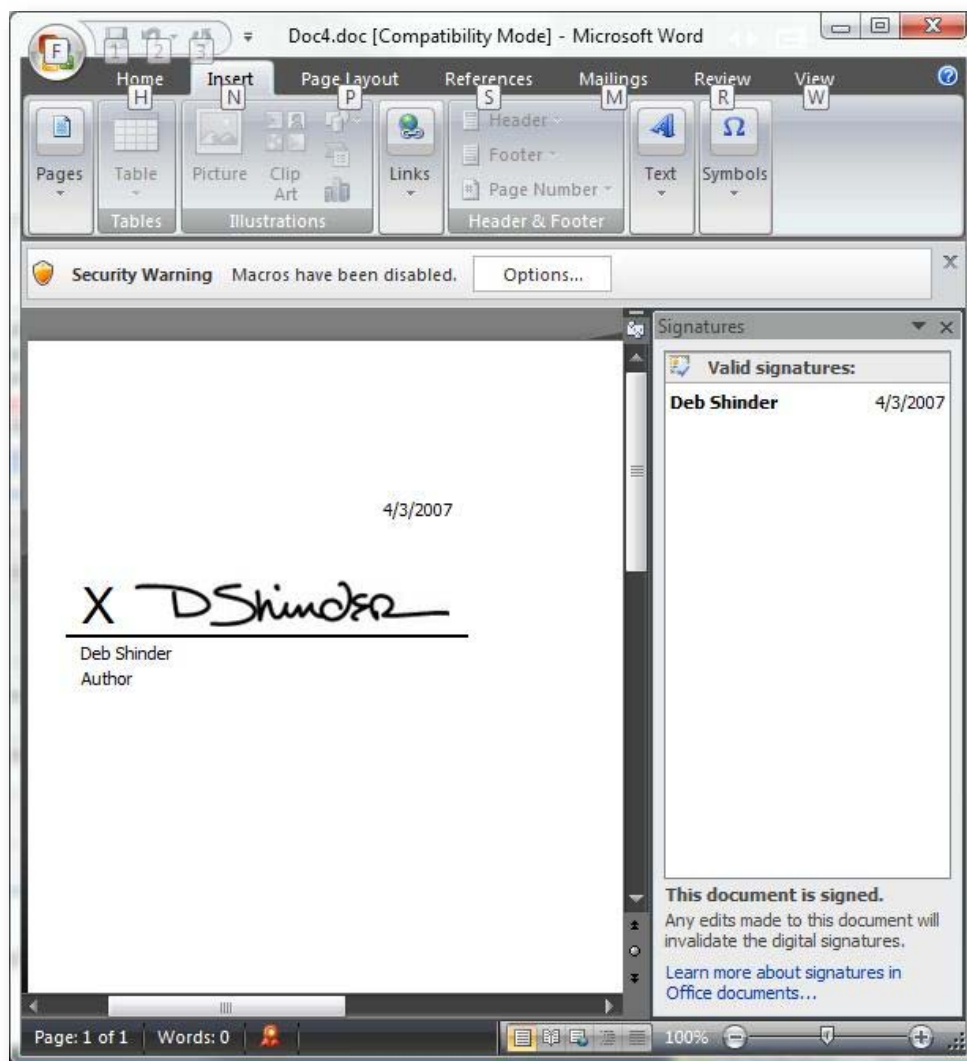 F
1 2 3
Doc4.doc [Compatibility Mode] - Microsoft Word
Home Insert Page Layout References Mailings Review View
H N P S M R W
Pages
Table
Tables
Picture
Clip
Art
Illustrations
Links
Header
Footer
Page Number
Header & Footer
Text
Symbols
Security Warning Macros have been disabled. Options...
4/3/2007
X DShinder
Deb Shinder
Author
Signatures
Valid signatures:
Deb Shinder 4/3/2007
This document is signed.
Any edits made to this document will
invalidate the digital signatures.
Learn more about signatures in
Office documents...
Page: 1 of 1 Words: 0 100%